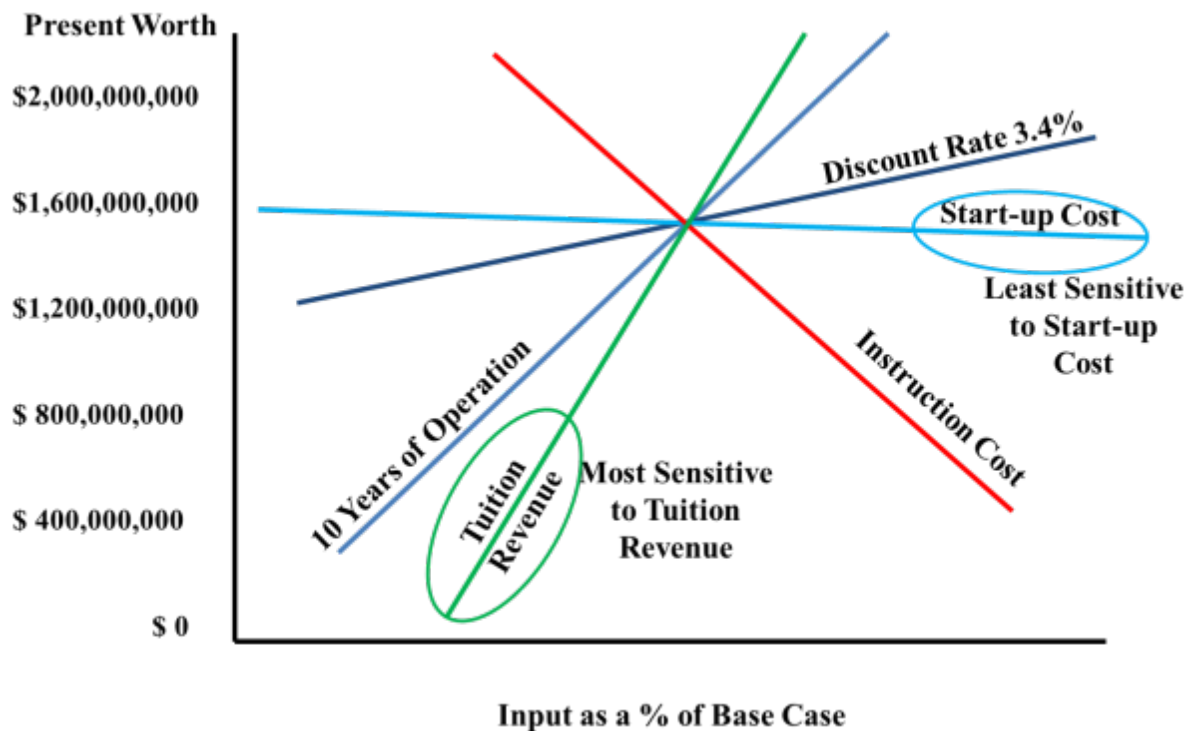 Present Worth
$2,000,000,000
$1,600,000,000
$1,200,000,000
$ 800,000,000
$ 400,000,000
$ 0
Discount Rate 3.4%
Start-up Cost
Least Sensitive
to Start-up
Cost
Instruction Cost
10 Years of Operation
Tuition
Revenue
Most Sensitive
to Tuition
Revenue
Input as a % of Base Case